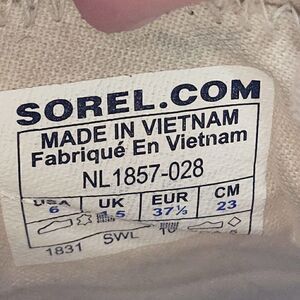 SOREL.COM
MADE IN VIETNAM
Fabriqué En Vietnam
NL1857-028
USA UK EUR CM
6 5 37½ 23
1831 SWL